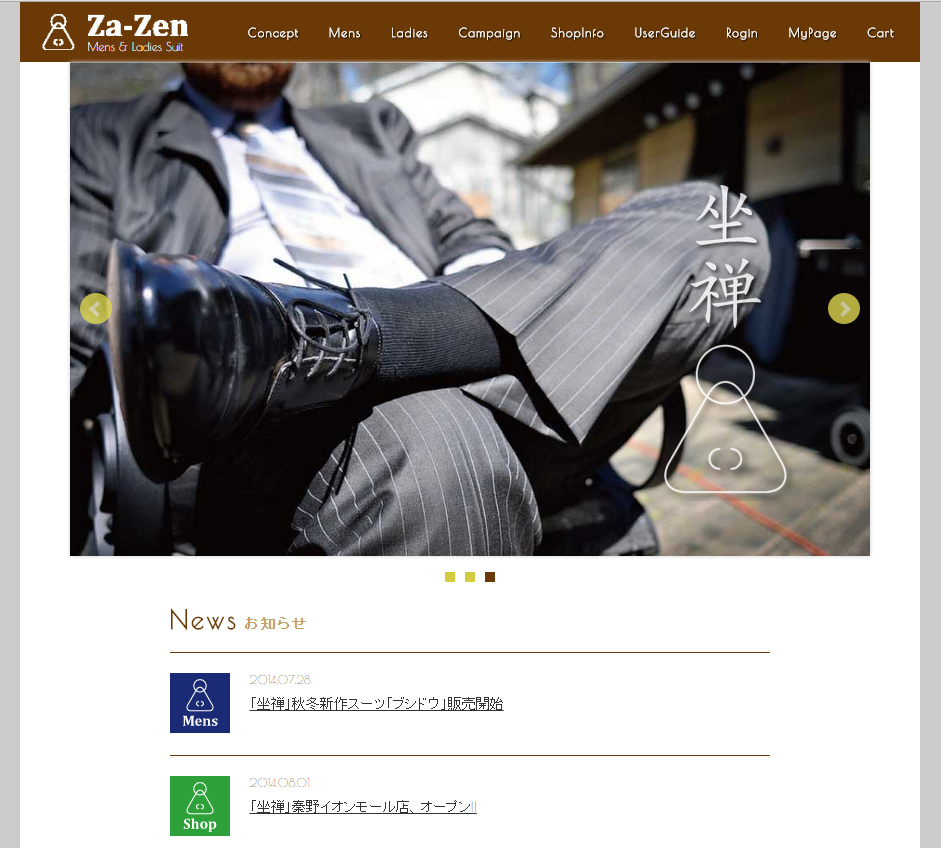 Za-Zen
Mens & Ladies Suit
Concept Mens Ladies Campaign ShopInfo UserGuide Rogin MyPage Cart
坐
禅
News お知らせ
2014.07.28
「坐禅」秋冬新作スーツ「ブシドウ」販売開始
Mens
2014.08.01
「坐禅」秦野イオンモール店、オープン!!
Shop